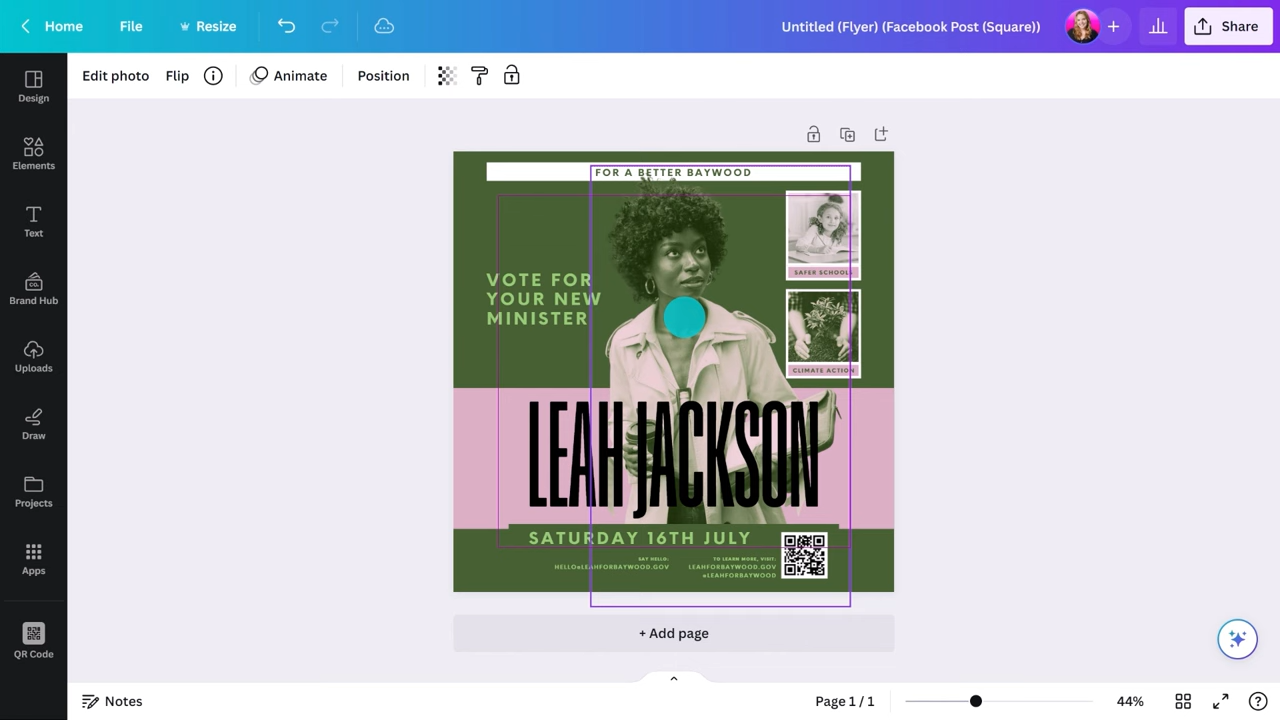 Home
File
Resize
Untitled (Flyer) (Facebook Post (Square))
+
Share
Edit photo
Flip
Animate
Position
Design
Elements
Text
Brand Hub
Uploads
Draw
Projects
Apps
QR Code
FOR A BETTER BAYWOOD
VOTE FOR
YOUR NEW
MINISTER
SAFER SCHOOLS
CLIMATE ACTION
LEAH JACKSON
SATURDAY 16TH JULY
SAY HELLO:
HELLO@LEAHFORBAYWOOD.GOV
TO LEARN MORE, VISIT:
LEAHFORBAYWOOD.GOV
@LEAHFORBAYWOOD
+ Add page
Notes
Page 1 / 1
44%